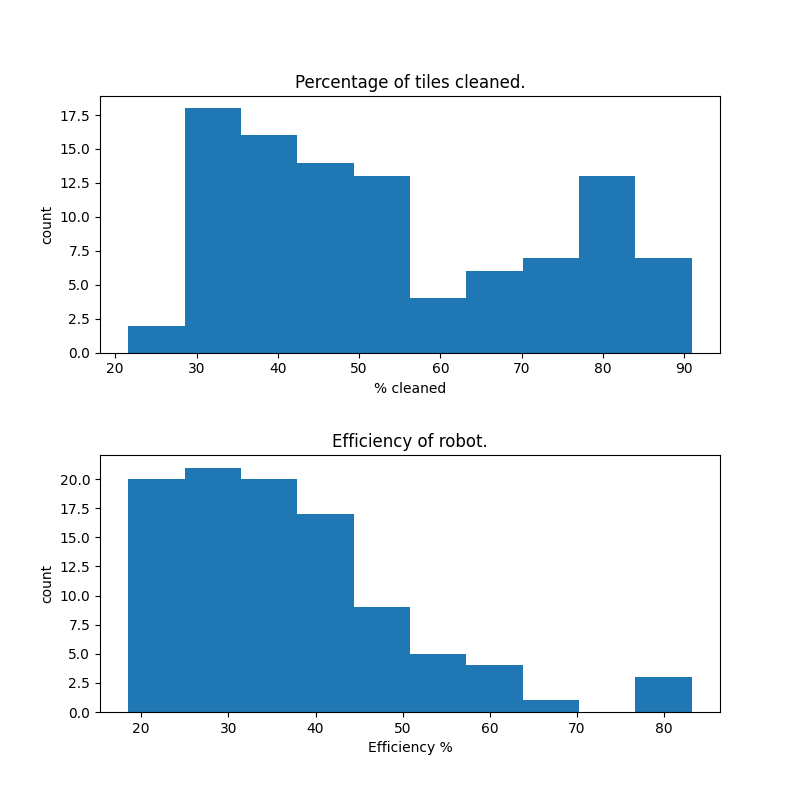 Percentage of tiles cleaned.
17.5
15.0
12.5
10.0
7.5
5.0
2.5
0.0
count
20 30 40 50 60 70 80 90
% cleaned
Efficiency of robot.
20.0
17.5
15.0
12.5
10.0
7.5
5.0
2.5
0.0
count
20 30 40 50 60 70 80
Efficiency %